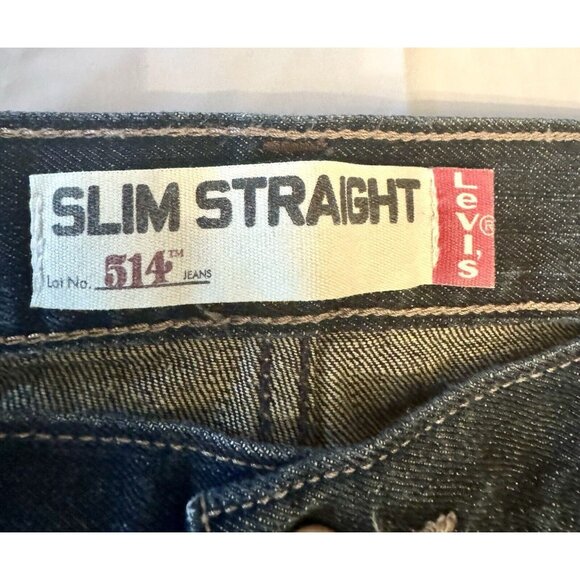 SLIM STRAIGHT
Lot No. 514™ JEANS
LeVI's®